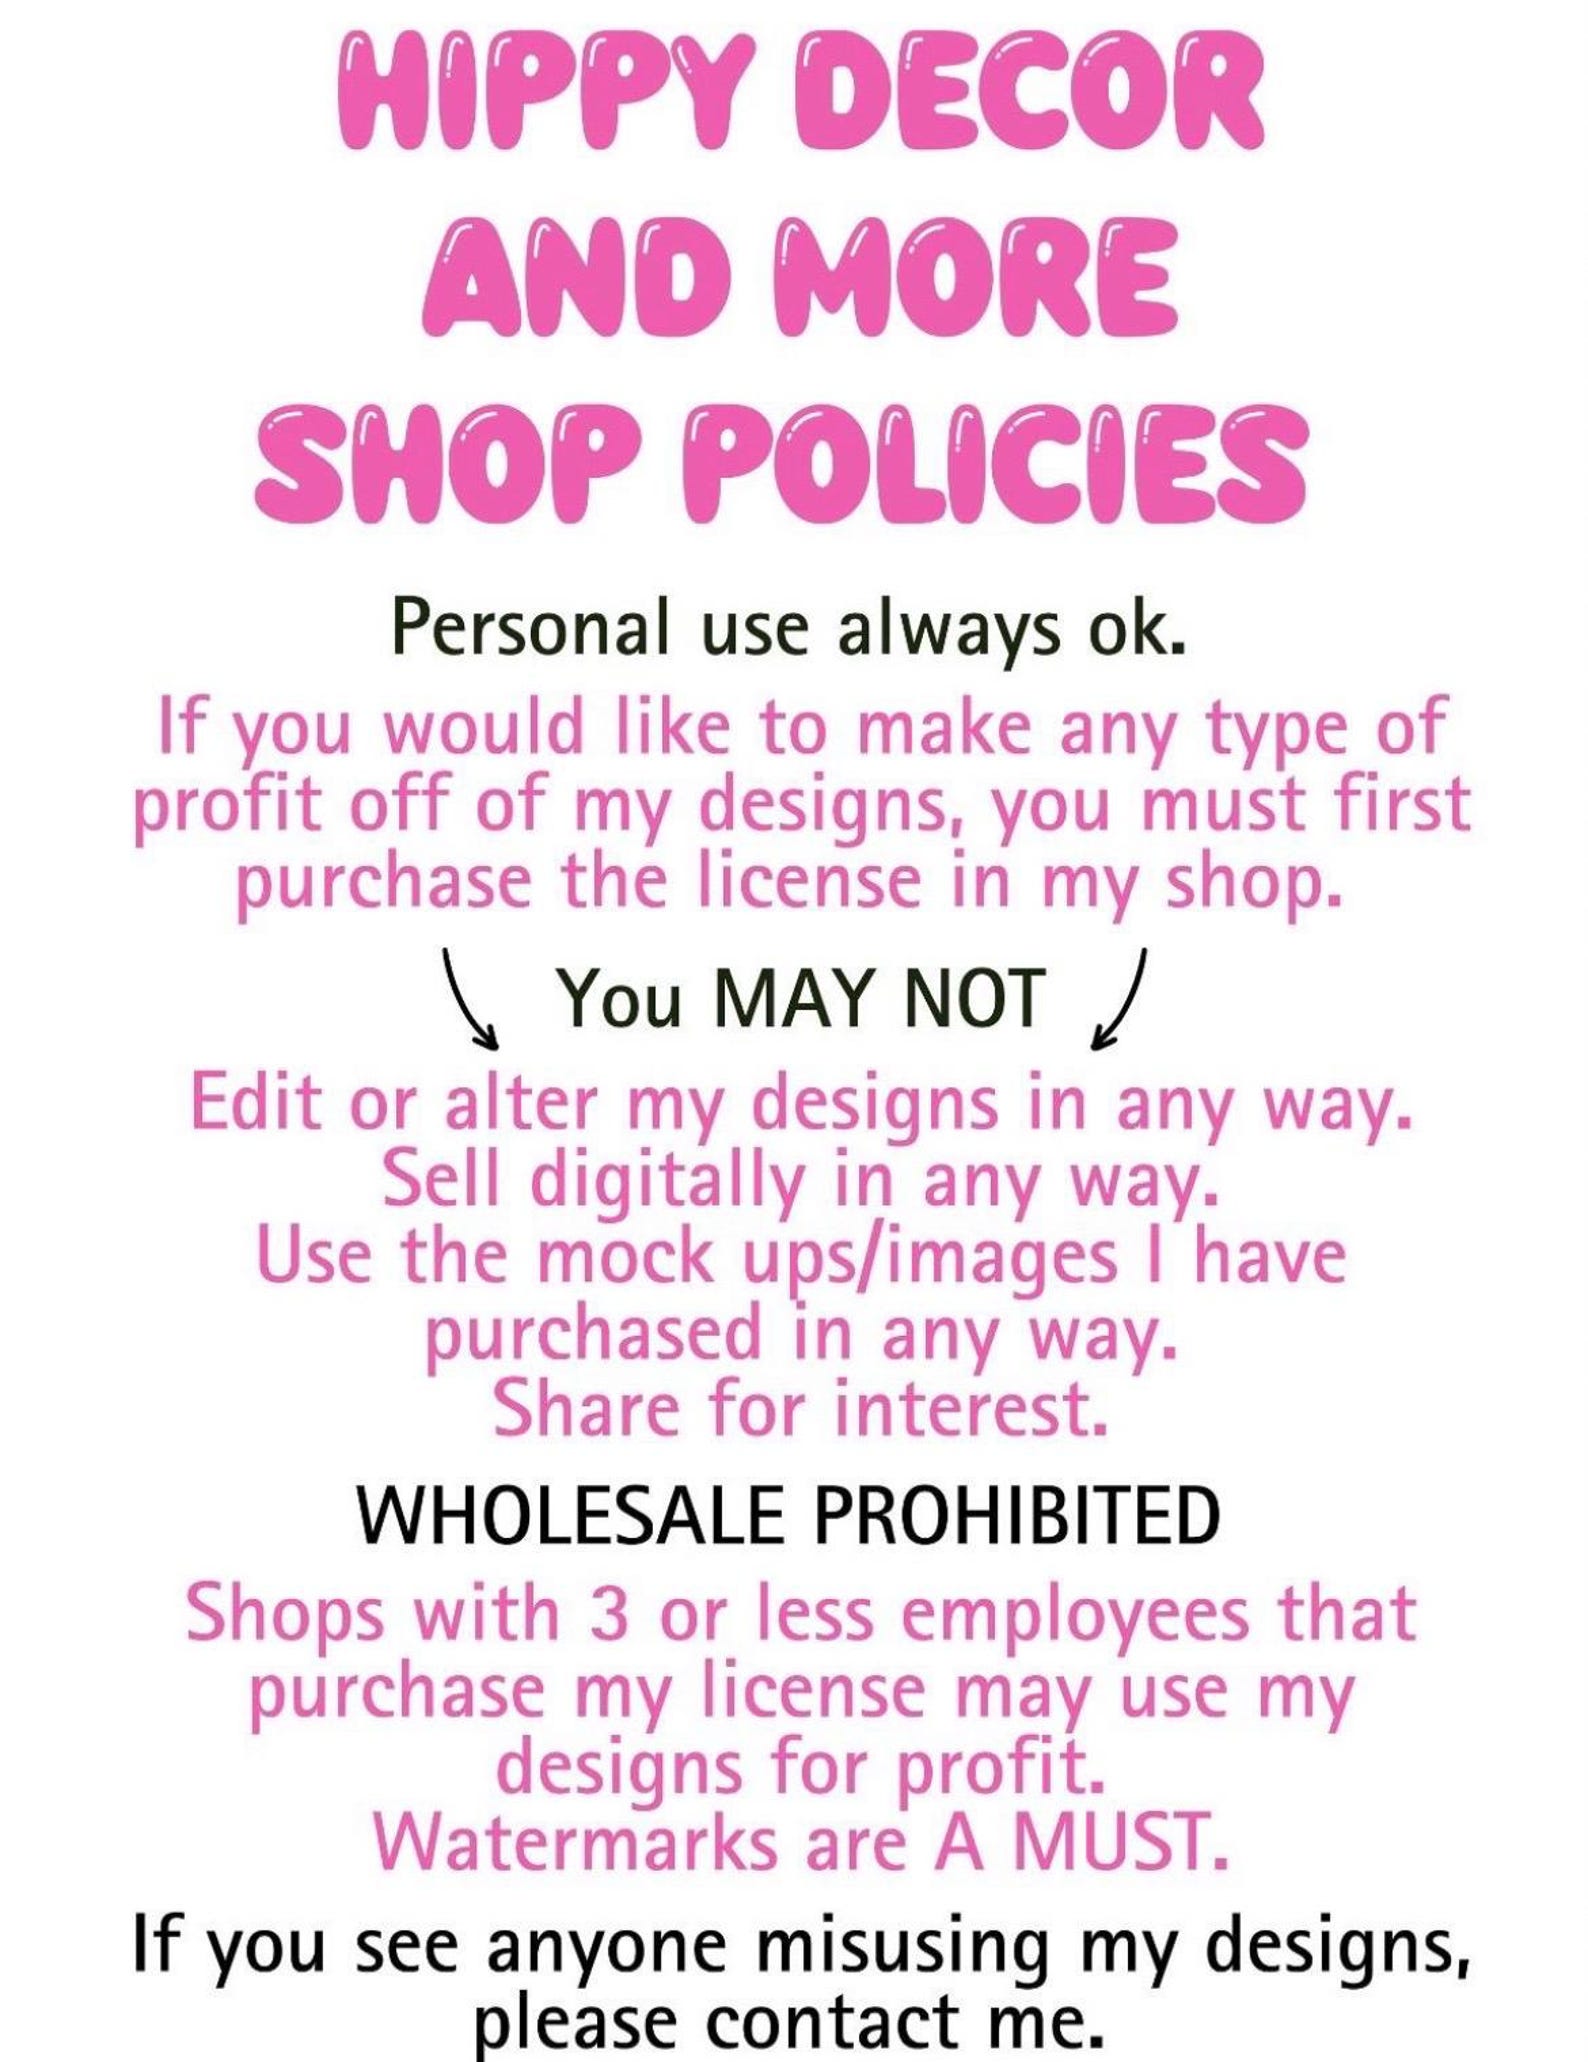 HIPPY DECOR
AND MORE
SHOP POLICIES
Personal use always ok.
If you would like to make any type of
profit off of my designs, you must first
purchase the license in my shop.
You MAY NOT
Edit or alter my designs in any way.
Sell digitally in any way.
Use the mock ups/images I have
purchased in any way.
Share for interest.
WHOLESALE PROHIBITED
Shops with 3 or less employees that
purchase my license may use my
designs for profit.
Watermarks are A MUST.
If you see anyone misusing my designs,
please contact me.